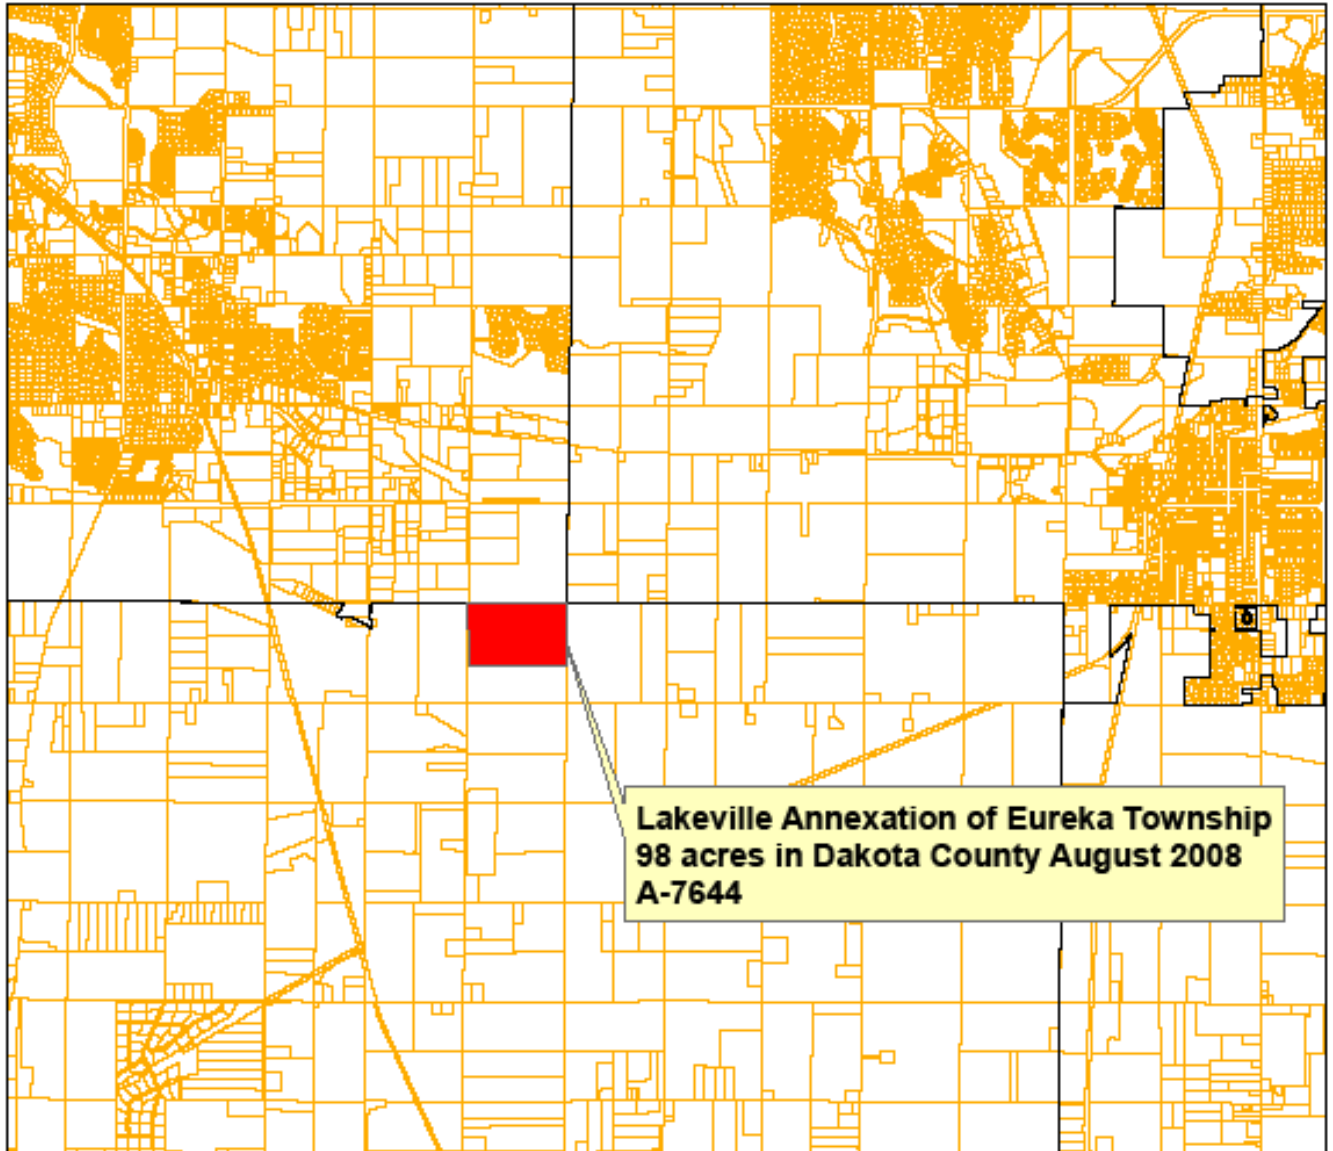 Lakeville Annexation of Eureka Township
98 acres in Dakota County August 2008
A-7644